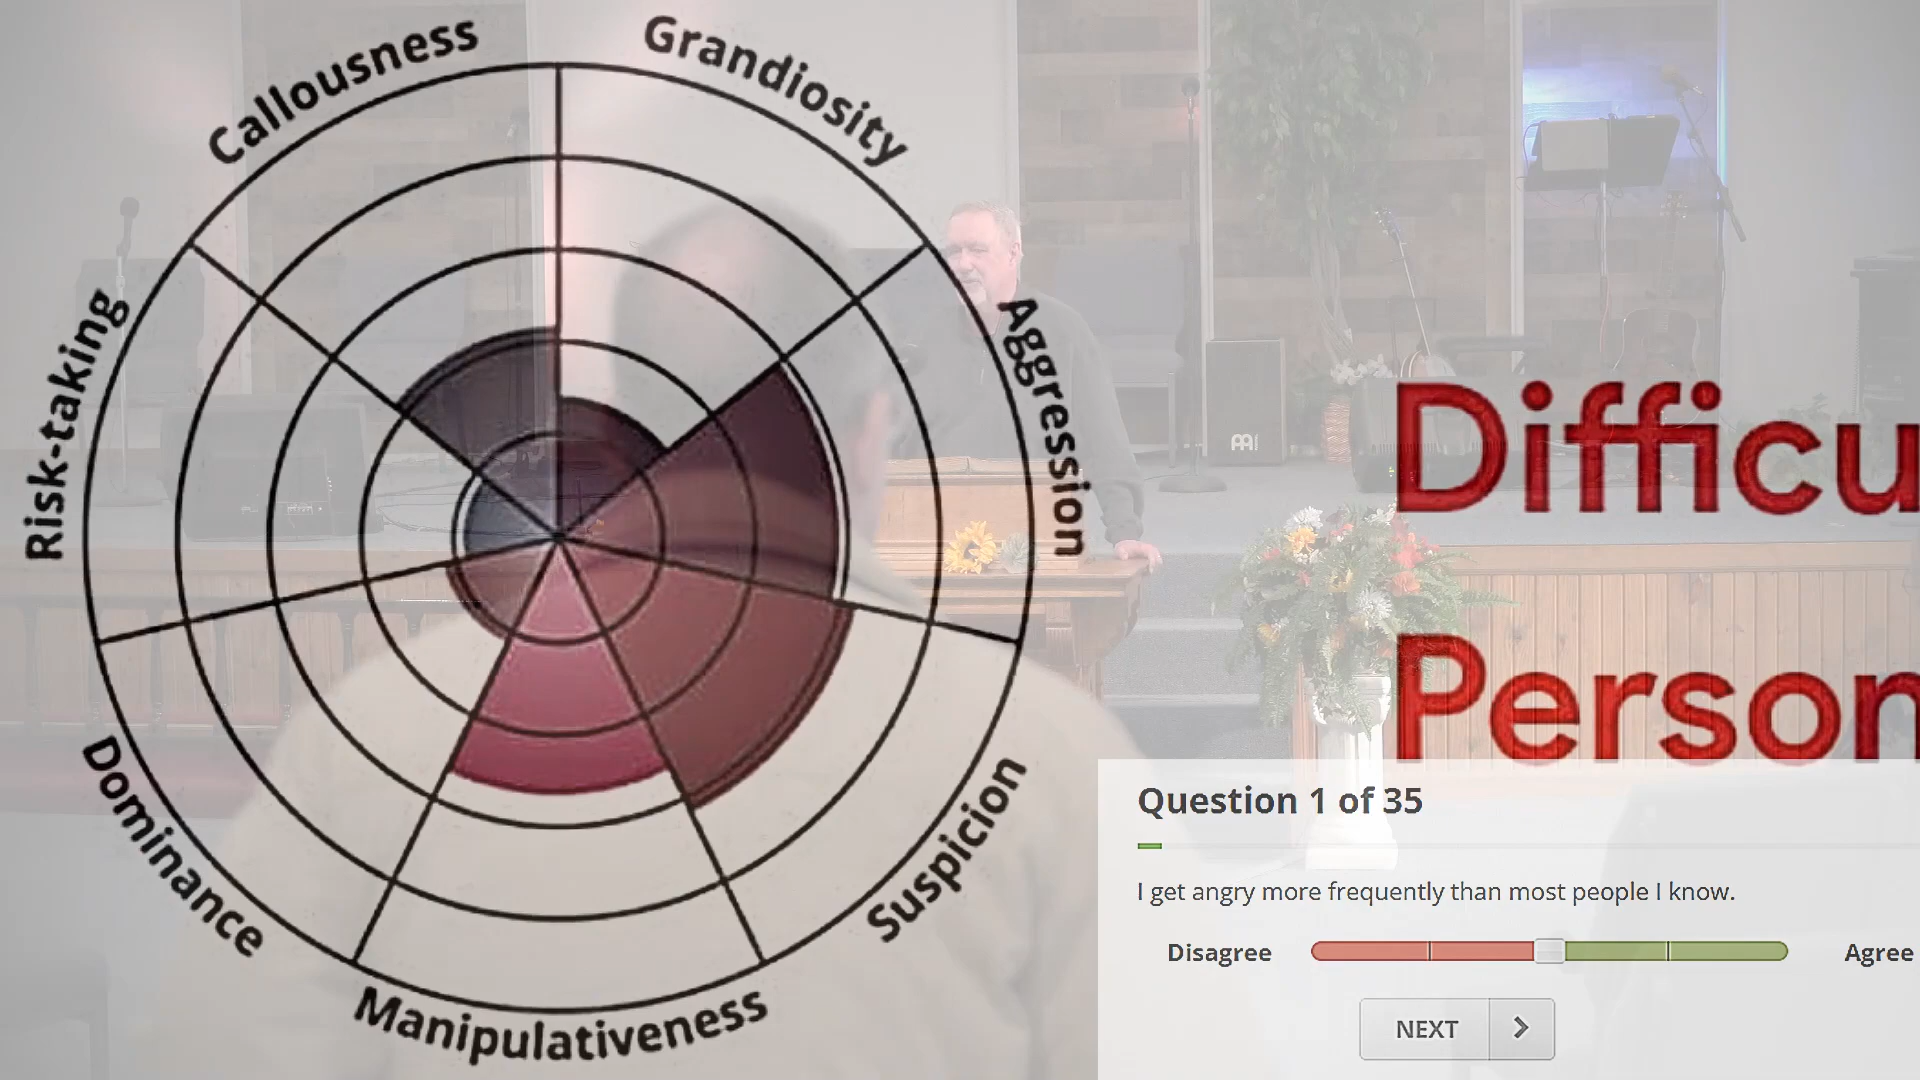 Callousness
Grandiosity
Risk-taking
Aggression
Dominance
Suspicion
Manipulativeness
Difficu
Person
Question 1 of 35
I get angry more frequently than most people I know.
Disagree
Agree
NEXT